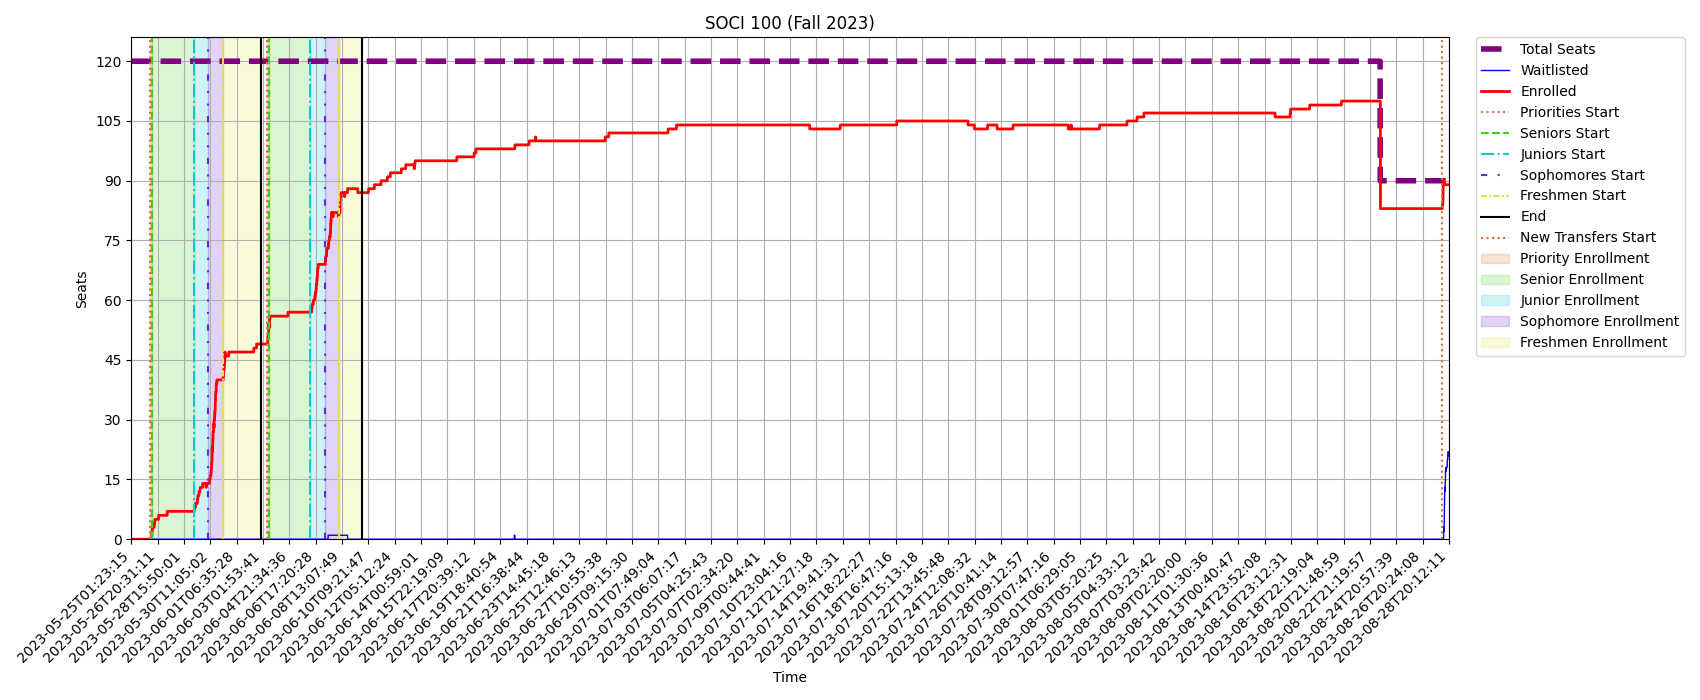 SOCI 100 (Fall 2023)
Seats
120
105
90
75
60
45
30
15
0
2023-05-25T01:23:15
2023-05-26T20:31:11
2023-05-28T15:50:01
2023-05-30T11:05:02
2023-06-01T06:35:28
2023-06-03T01:53:41
2023-06-04T21:34:36
2023-06-06T17:20:28
2023-06-08T13:07:49
2023-06-10T09:21:47
2023-06-12T05:12:24
2023-06-14T00:59:01
2023-06-15T22:19:09
2023-06-17T20:39:12
2023-06-19T18:40:54
2023-06-21T16:38:44
2023-06-23T14:45:18
2023-06-25T12:46:13
2023-06-27T10:55:38
2023-06-29T09:15:30
2023-07-01T07:49:04
2023-07-03T06:07:17
2023-07-05T04:25:43
2023-07-07T02:34:20
2023-07-09T00:44:41
2023-07-10T23:04:16
2023-07-12T21:27:18
2023-07-14T19:41:31
2023-07-16T18:22:27
2023-07-18T16:47:16
2023-07-20T15:13:18
2023-07-22T13:45:48
2023-07-24T12:08:32
2023-07-26T10:41:14
2023-07-28T09:12:57
2023-07-30T07:47:16
2023-08-01T06:29:05
2023-08-03T05:20:25
2023-08-05T04:33:12
2023-08-07T03:23:42
2023-08-09T02:20:00
2023-08-11T01:30:36
2023-08-13T00:40:47
2023-08-14T23:52:08
2023-08-16T23:12:31
2023-08-18T22:19:04
2023-08-20T21:48:59
2023-08-22T21:19:57
2023-08-24T20:57:39
2023-08-26T20:24:08
2023-08-28T20:12:11
Time
Total Seats
Waitlisted
Enrolled
Priorities Start
Seniors Start
Juniors Start
Sophomores Start
Freshmen Start
End
New Transfers Start
Priority Enrollment
Senior Enrollment
Junior Enrollment
Sophomore Enrollment
Freshmen Enrollment